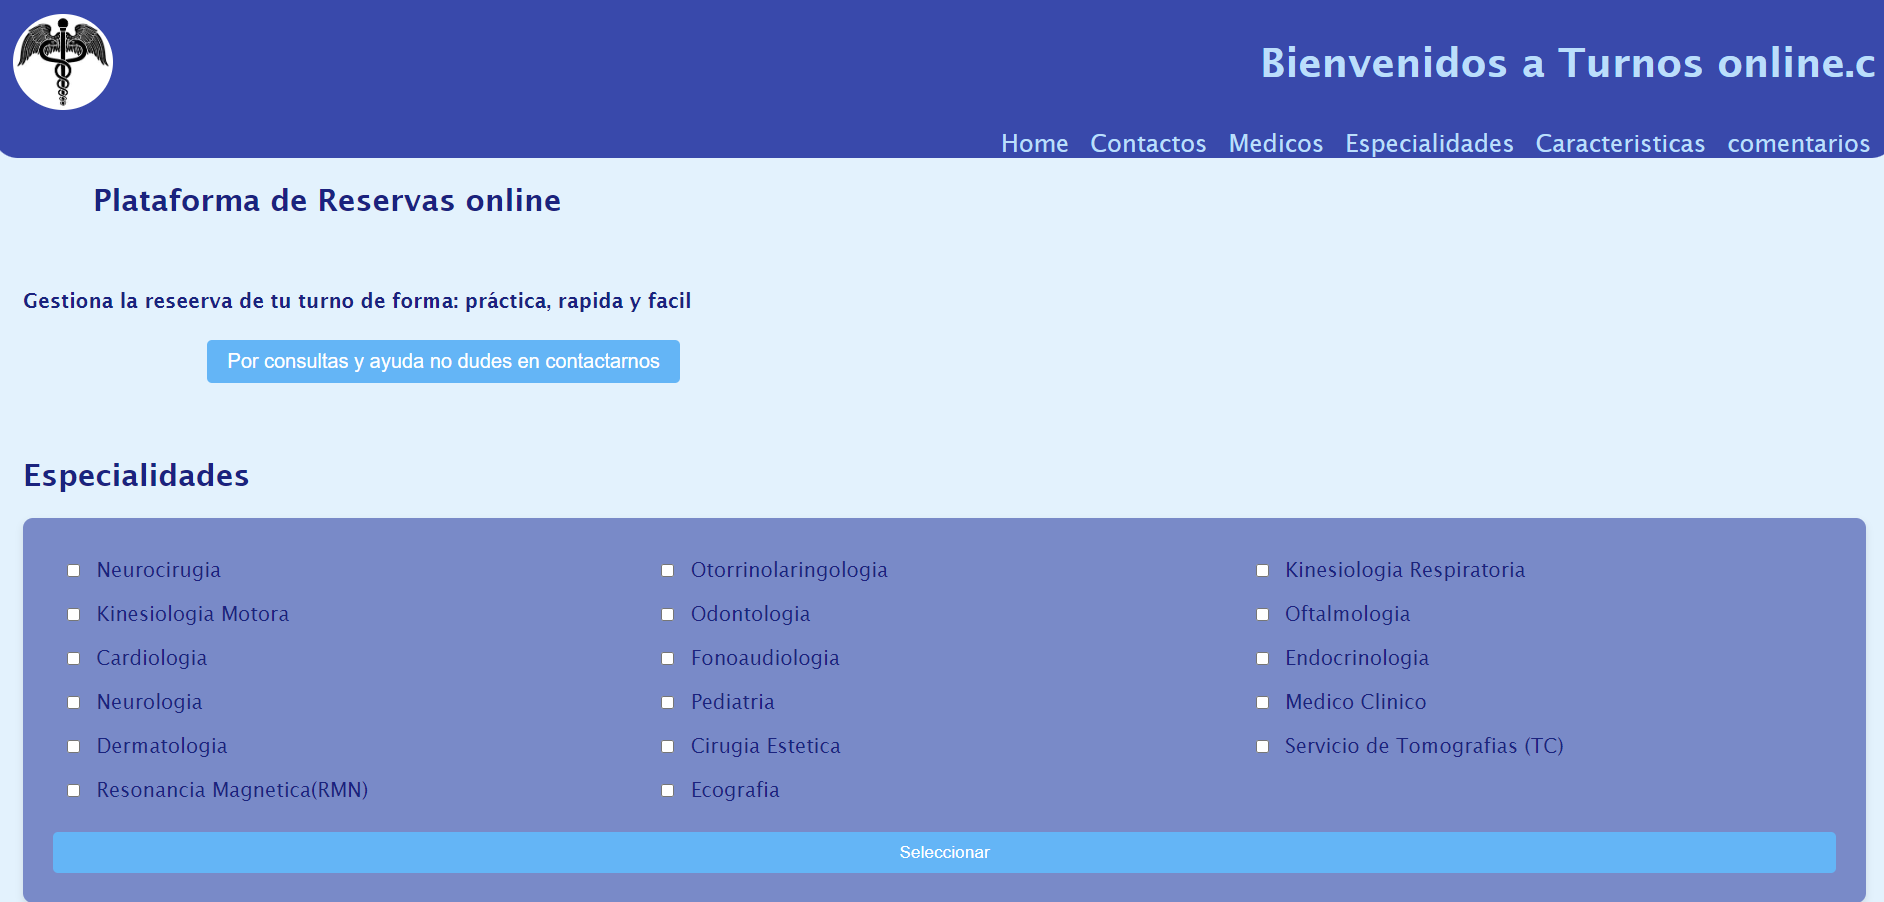 Bienvenidos a Turnos online.c
Home Contactos Medicos Especialidades Caracteristicas comentarios
Plataforma de Reservas online
Gestiona la reseerva de tu turno de forma: práctica, rapida y facil
Por consultas y ayuda no dudes en contactarnos
Especialidades
Neurocirugia Otorrinolaringologia Kinesiologia Respiratoria
Kinesiologia Motora Odontologia Oftalmologia
Cardiologia Fonoaudiologia Endocrinologia
Neurologia Pediatria Medico Clinico
Dermatologia Cirugia Estetica Servicio de Tomografias (TC)
Resonancia Magnetica(RMN) Ecografia
Seleccionar